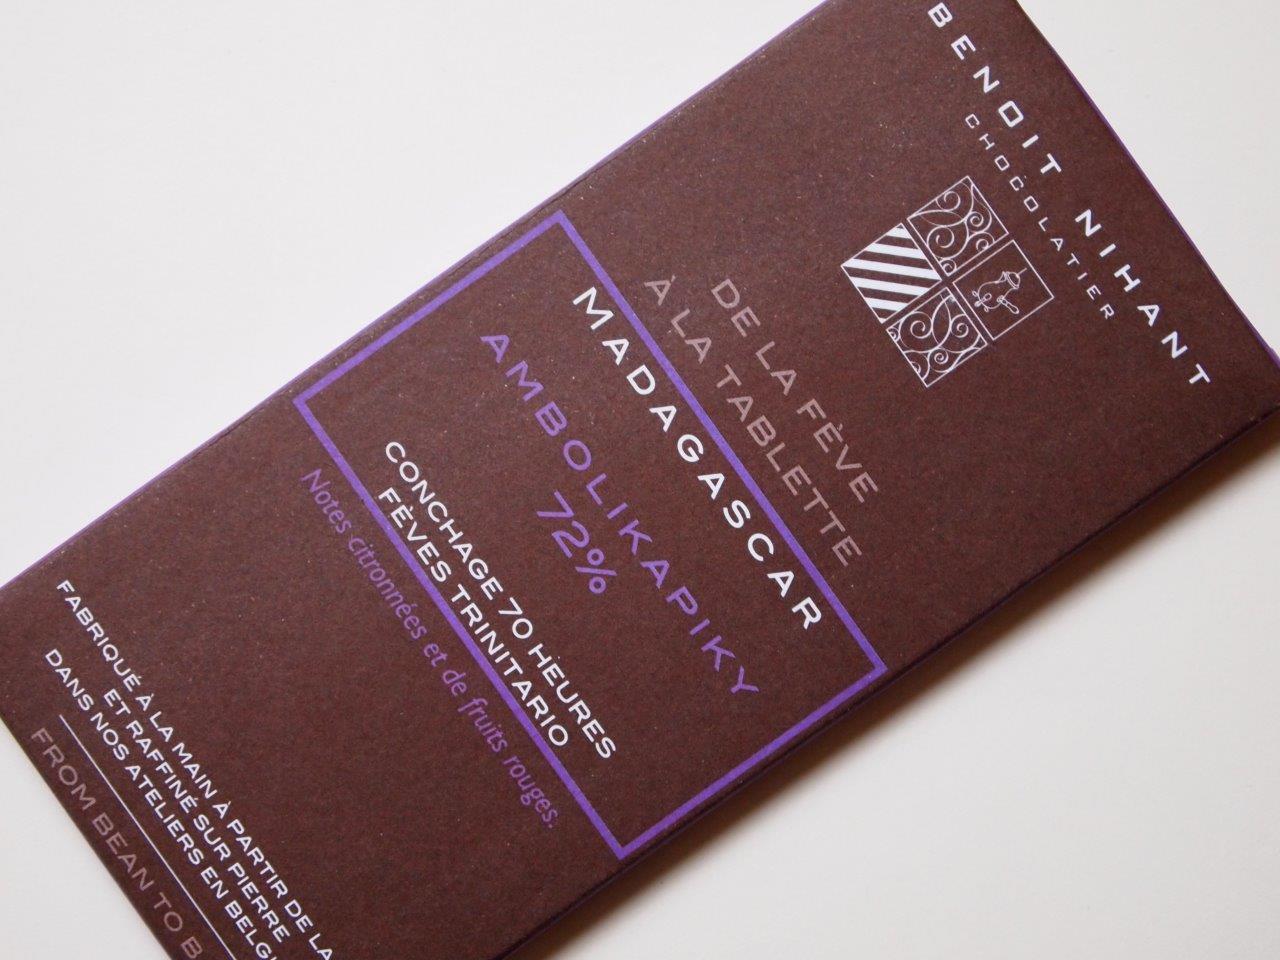 BENOIT NIHANT
CHOCOLATIER
DE LA FÈVE
À LA TABLETTE
MADAGASCAR
AMBOLIKAPIKY
72%
CONCHAGE 70 HEURES
FÈVES TRINITARIO
Notes citronnées et de fruits rouges.
FABRIQUÉ À LA MAIN À PARTIR DE LA
ET RAFFINÉ SUR PIERRE
DANS NOS ATELIERS EN BELGI
FROM BEAN TO B